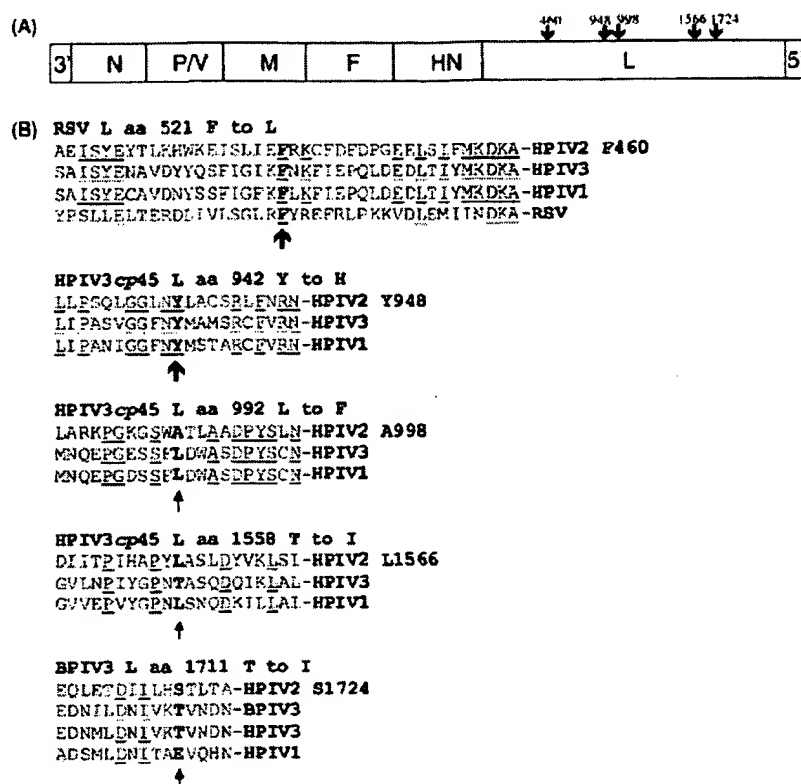 (A)
948 998 1566 1724
3' N P/V M F HN L 5'
(B) RSV L aa 521 F to L
AEISYEYTLKHWKEISLIEFRKCFDFDPGEELSIFMKDKA-HPIV2 F460
SAISYENAVDYYQSFIGIKFNKFIEPQLDEDLTIYMKDKA-HPIV3
SAISYECAVDNYSSFIGFKFLKFIEPQLDEDLTIYMKDKA-HPIV1
YPSLLELTERDLIVLSGLRFYREFRLPKKVDLEMIINDKA-RSV
HPIV3cp45 L aa 942 Y to H
LLPSQLGGLNYLACSRLFNRN-HPIV2 Y948
LIPASVGGFNYMAMSRCFVRN-HPIV3
LIPANIGGFNYMSTARCFVRN-HPIV1
HPIV3cp45 L aa 992 L to F
LARKPGKGSWATLAADPYSLN-HPIV2 A998
MNQEPGESSFLDWASDPYSCN-HPIV3
MNQEPGDSSFLDWASDPYSCN-HPIV1
HPIV3cp45 L aa 1558 T to I
DIITPIHAPYLASLDYVKLSI-HPIV2 L1566
GVLNPIYGPNTASQDQIKLAL-HPIV3
GVVEPVYGPNLSNQDKILLAI-HPIV1
BPIV3 L aa 1711 T to I
EQLETDIILHSTLTA-HPIV2 S1724
EDNILDNIVKTVNDN-BPIV3
EDNMLDNIVKTVNDN-HPIV3
ADSMLDNITAEVQHN-HPIV1